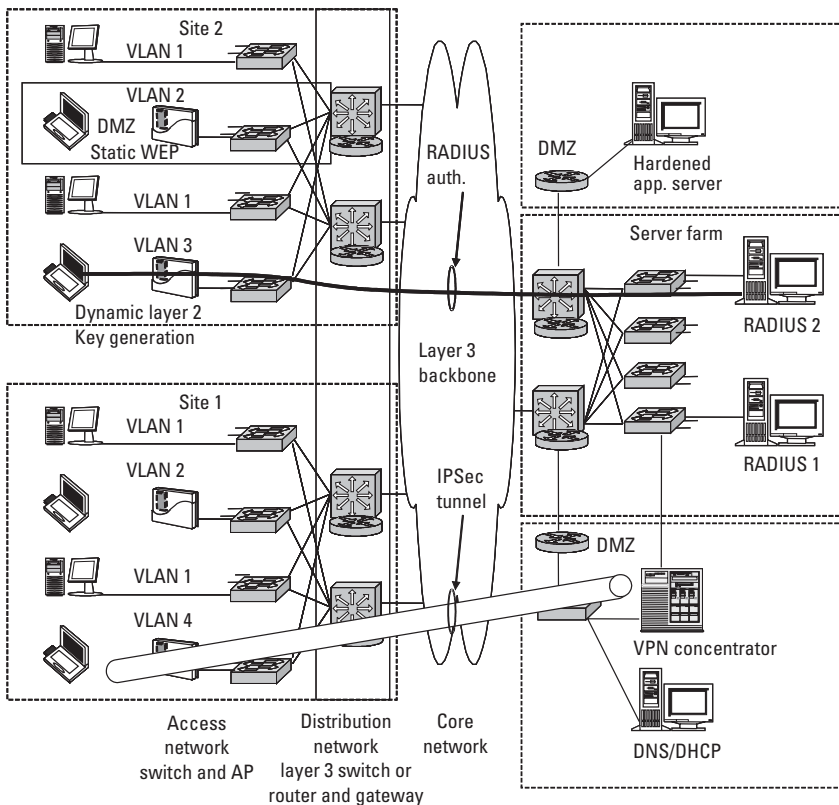 Site 2
VLAN 1
VLAN 2
DMZ
Static WEP
VLAN 1
VLAN 3
Dynamic layer 2
Key generation
RADIUS
auth.
DMZ
Hardened
app. server
Server farm
RADIUS 2
Layer 3
backbone
RADIUS 1
Site 1
VLAN 1
VLAN 2
VLAN 1
VLAN 4
IPSec
tunnel
DMZ
VPN concentrator
DNS/DHCP
Access
network
switch and AP
Distribution
network
layer 3 switch or
router and gateway
Core
network